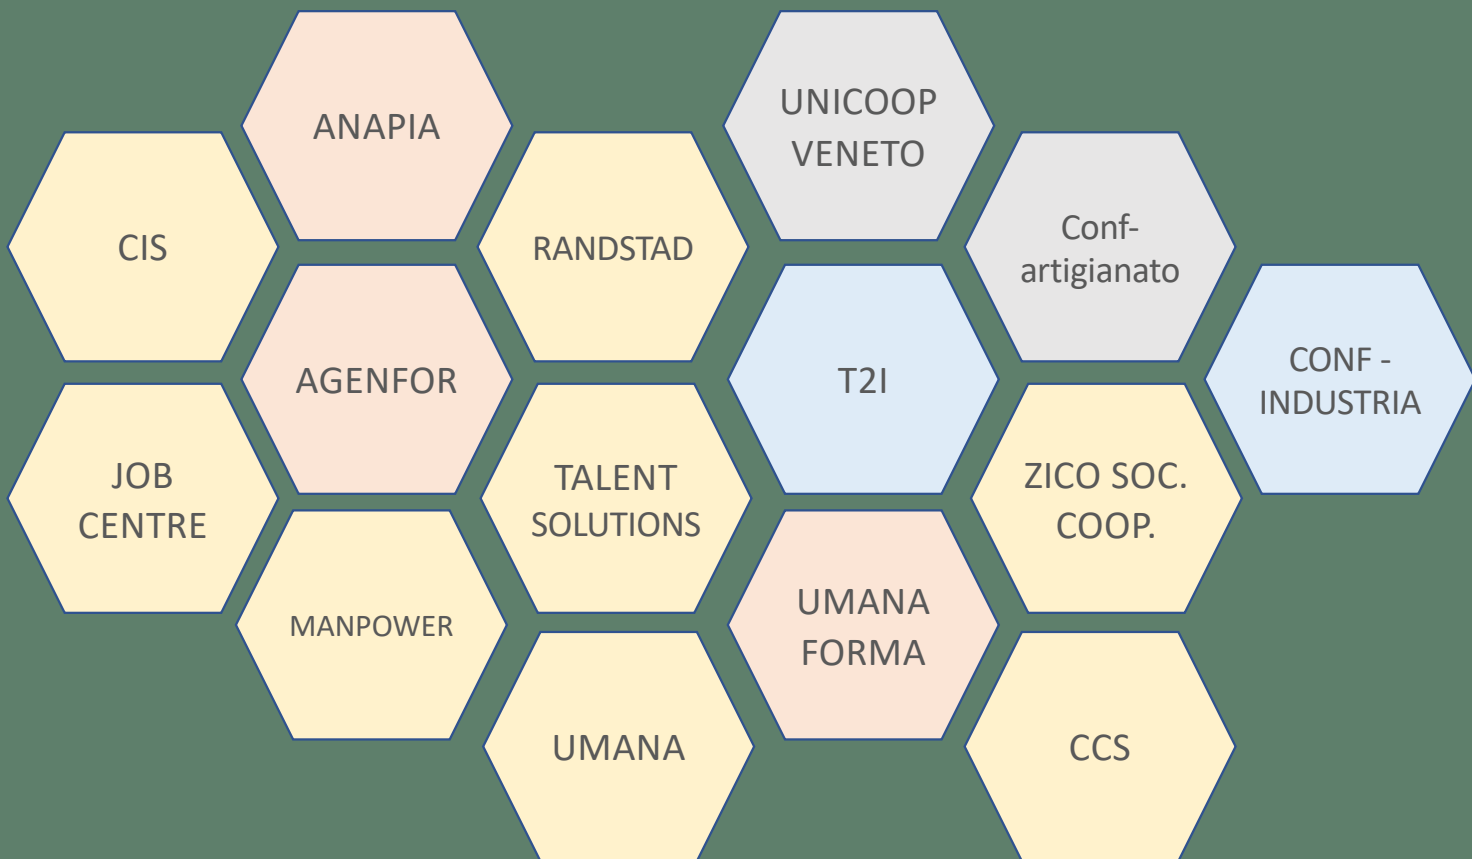 ANAPIA
UNICOOP
VENETO
CIS
RANDSTAD
Conf-
artigianato
AGENFOR
T2I
CONF -
INDUSTRIA
JOB
CENTRE
TALENT
SOLUTIONS
ZICO SOC.
COOP.
MANPOWER
UMANA
FORMA
UMANA
CCS